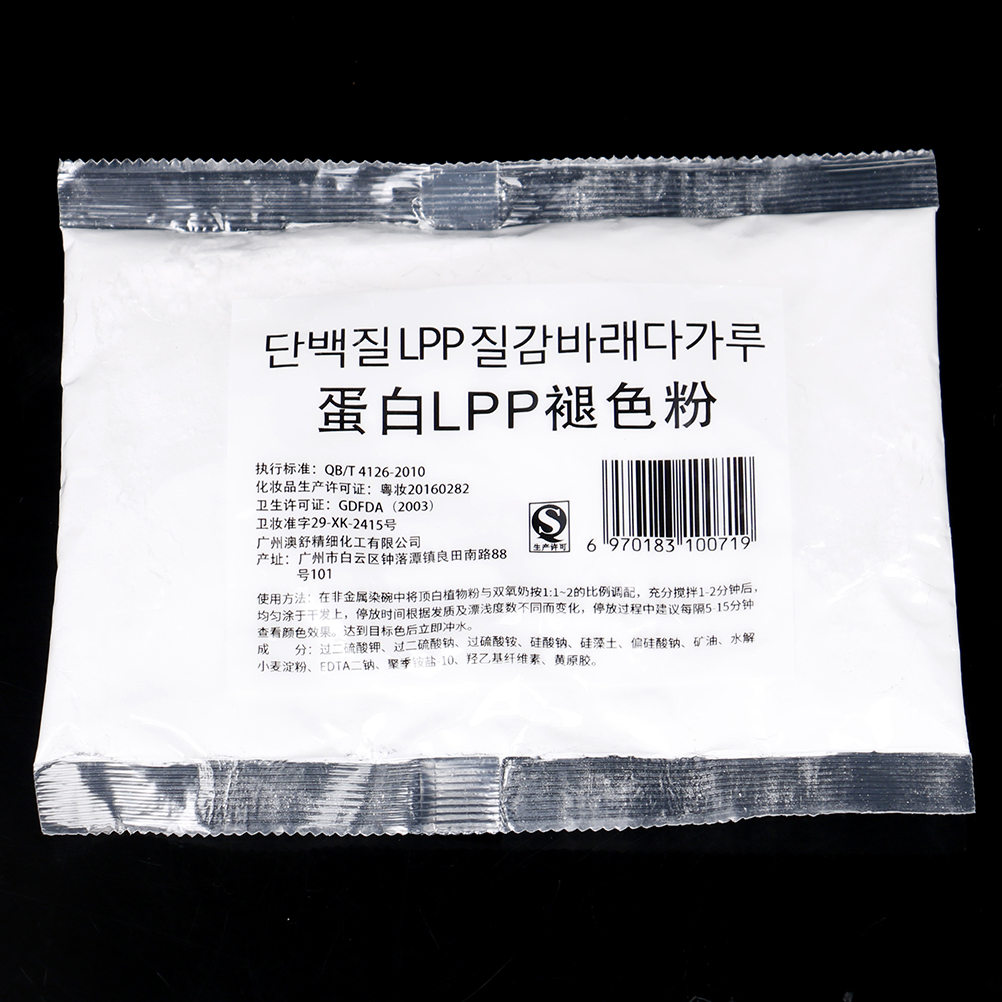 단백질LPP질감바래다가루
蛋白LPP褪色粉
执行标准：QB/T 4126-2010
化妆品生产许可证：粤妆20160282
卫生许可证：GDFDA（2003）
卫妆准字29-XK-2415号
广州澳舒精细化工有限公司
产址：广州市白云区钟落潭镇良田南路88
号101
生产许可
6 970183 100719
使用方法：在非金属染碗中将顶白植物粉与双氧奶按1:1~2的比例调配，充分搅拌1-2分钟后，
均匀涂于干发上，停放时间根据发质及漂浅度数不同而变化，停放过程中建议每隔5-15分钟
查看颜色效果。达到目标色后立即冲水。
成 分：过二硫酸钾、过二硫酸钠、过硫酸铵、硅酸钠、硅藻土、偏硅酸钠、矿油、水解
小麦淀粉、EDTA二钠、聚季铵盐-10、羟乙基纤维素、黄原胶。